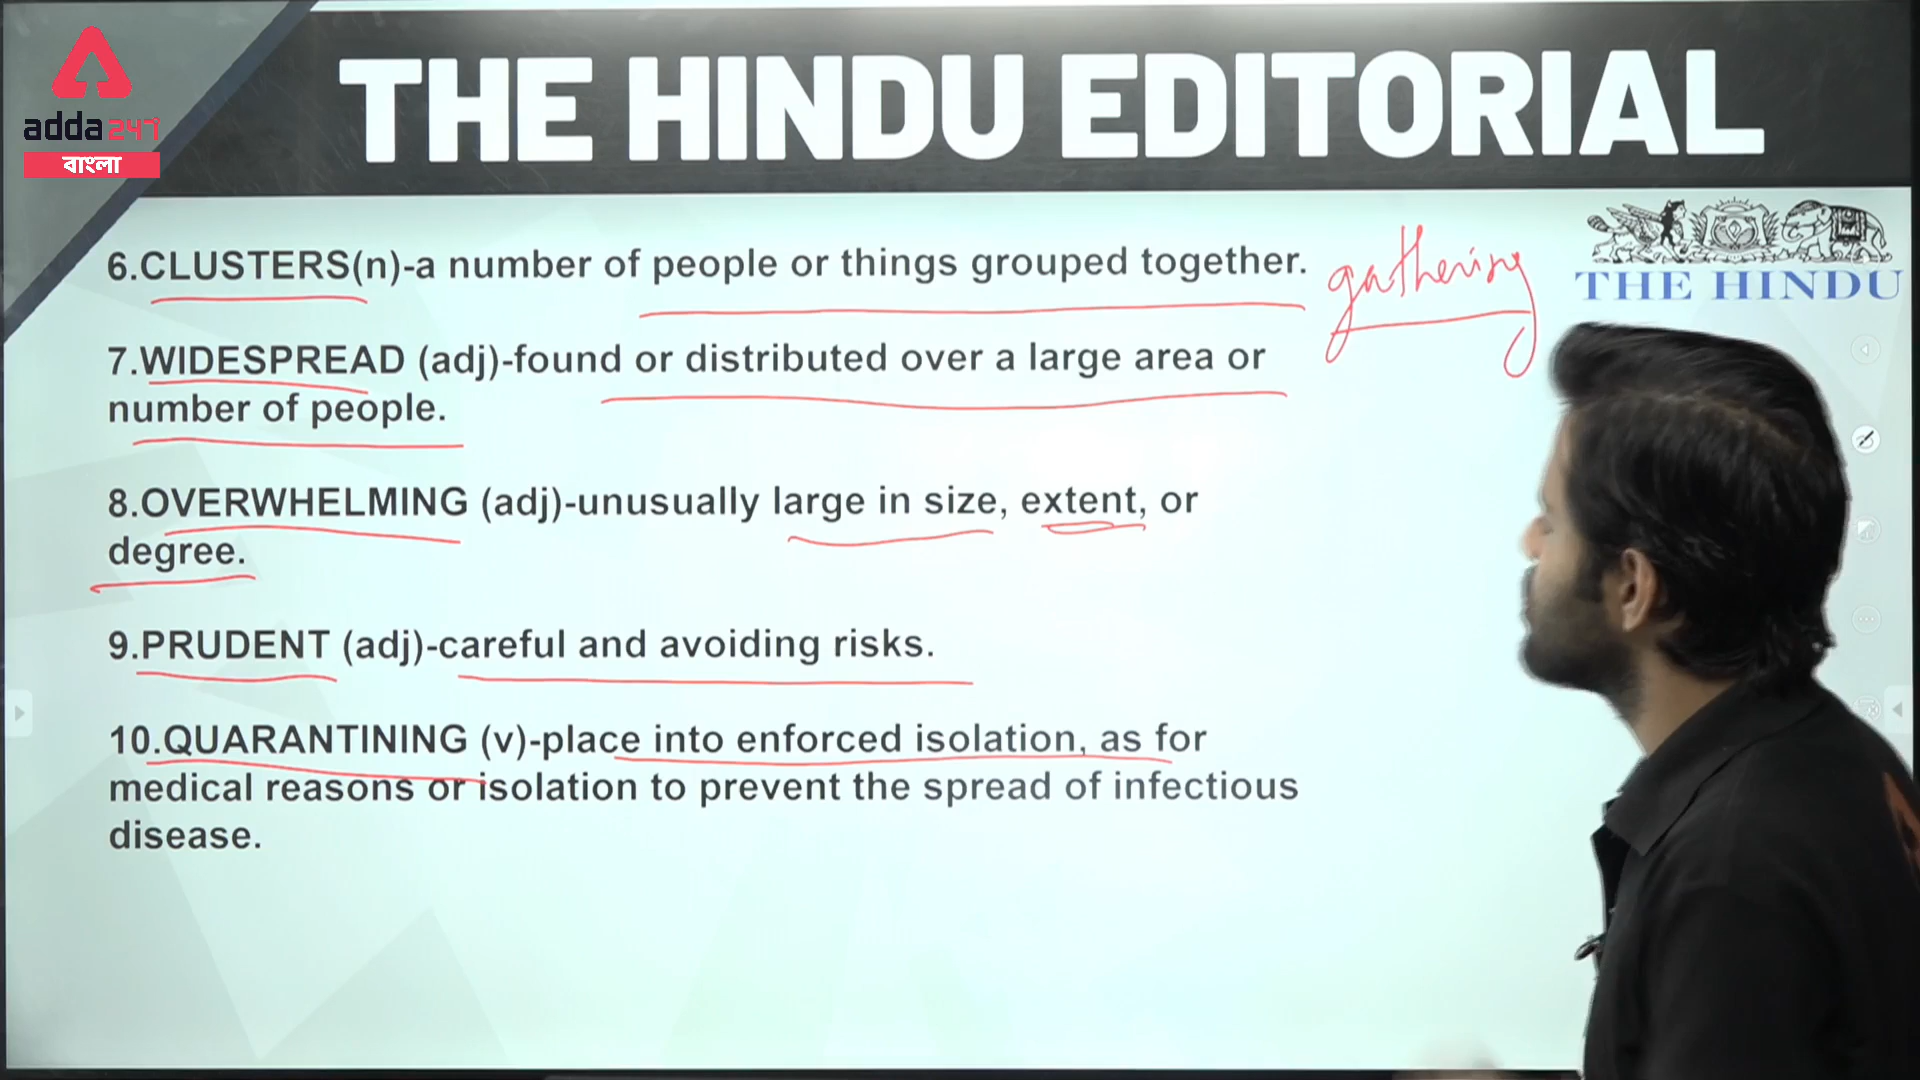 adda247
বাংলা
THE HINDU EDITORIAL
THE HINDU
6.CLUSTERS(n)-a number of people or things grouped together.
gathering
7.WIDESPREAD (adj)-found or distributed over a large area or
number of people.
8.OVERWHELMING (adj)-unusually large in size, extent, or
degree.
9.PRUDENT (adj)-careful and avoiding risks.
10.QUARANTINING (v)-place into enforced isolation, as for
medical reasons or isolation to prevent the spread of infectious
disease.